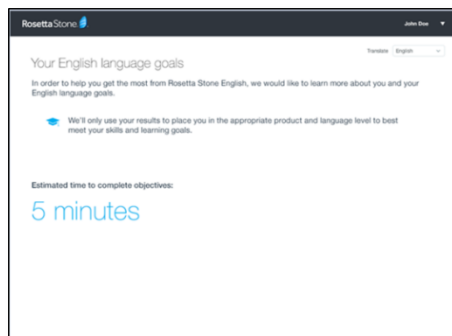 RosettaStone
John Doe
Translate English
Your English language goals
In order to help you get the most from Rosetta Stone English, we would like to learn more about you and your
English language goals.
We'll only use your results to place you in the appropriate product and language level to best
meet your skills and learning goals.
Estimated time to complete objectives:
5 minutes